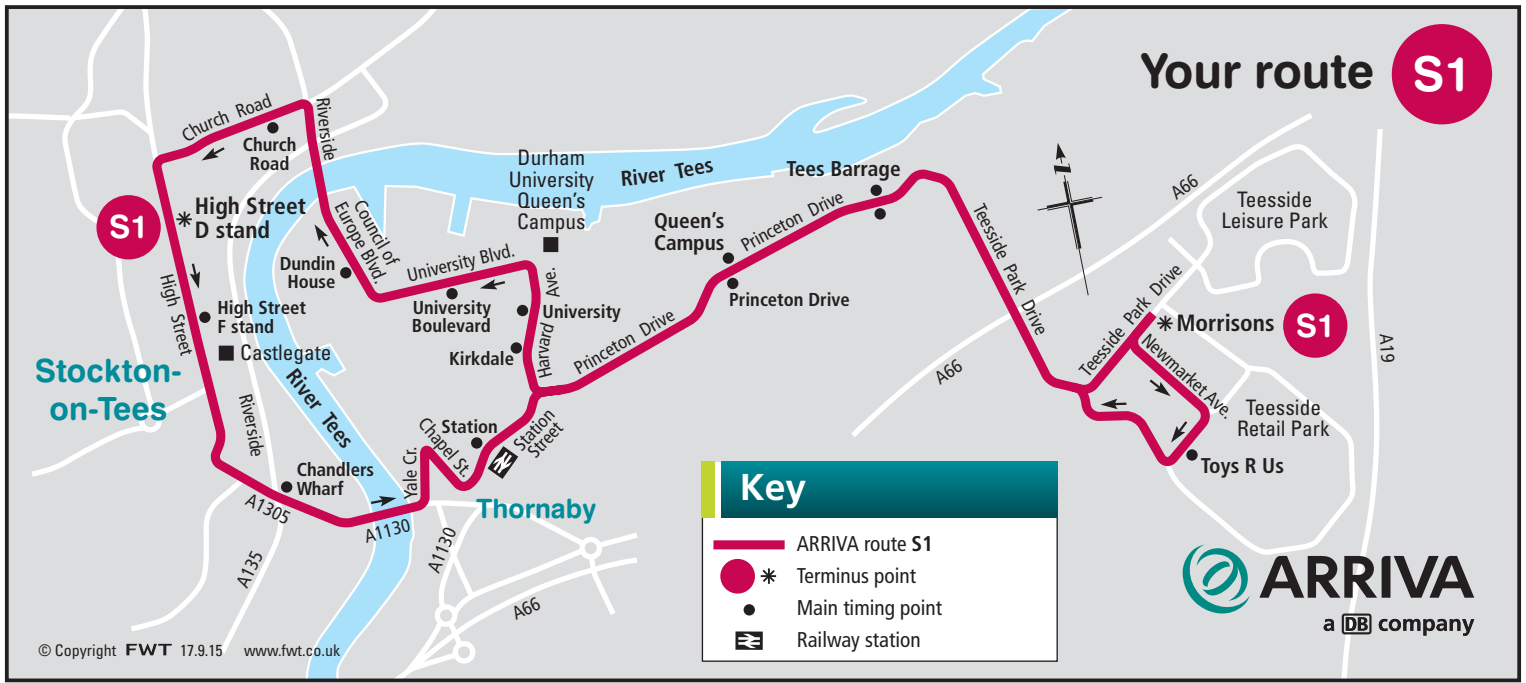 Your route S1
Church Road
Riverside
Church
Road
S1
High Street
D stand
High Street
High Street
F stand
Castlegate
Stockton-
on-Tees
Riverside
River Tees
Council of
Europe Blvd.
Dundin
House
University Blvd.
University
Boulevard
Durham
University
Queen's
Campus
River Tees
Harvard Ave.
University
Kirkdale
Princeton Drive
Queen's
Campus
Princeton Drive
Princeton Drive
Tees Barrage
Teesside Park Drive
A66
A66
Teesside
Leisure Park
Teesside Park Drive
Morrisons
S1
Newmarket Ave.
Teesside
Retail Park
Toys R Us
A19
Station
Chapel St.
Station
Street
Yale Cr.
Thornaby
Chandlers
Wharf
A1305
A1130
A1130
A135
A66
Key
ARRIVA route S1
Terminus point
Main timing point
Railway station
ARRIVA
a DB company
N
© Copyright FWT 17.9.15 www.fwt.co.uk